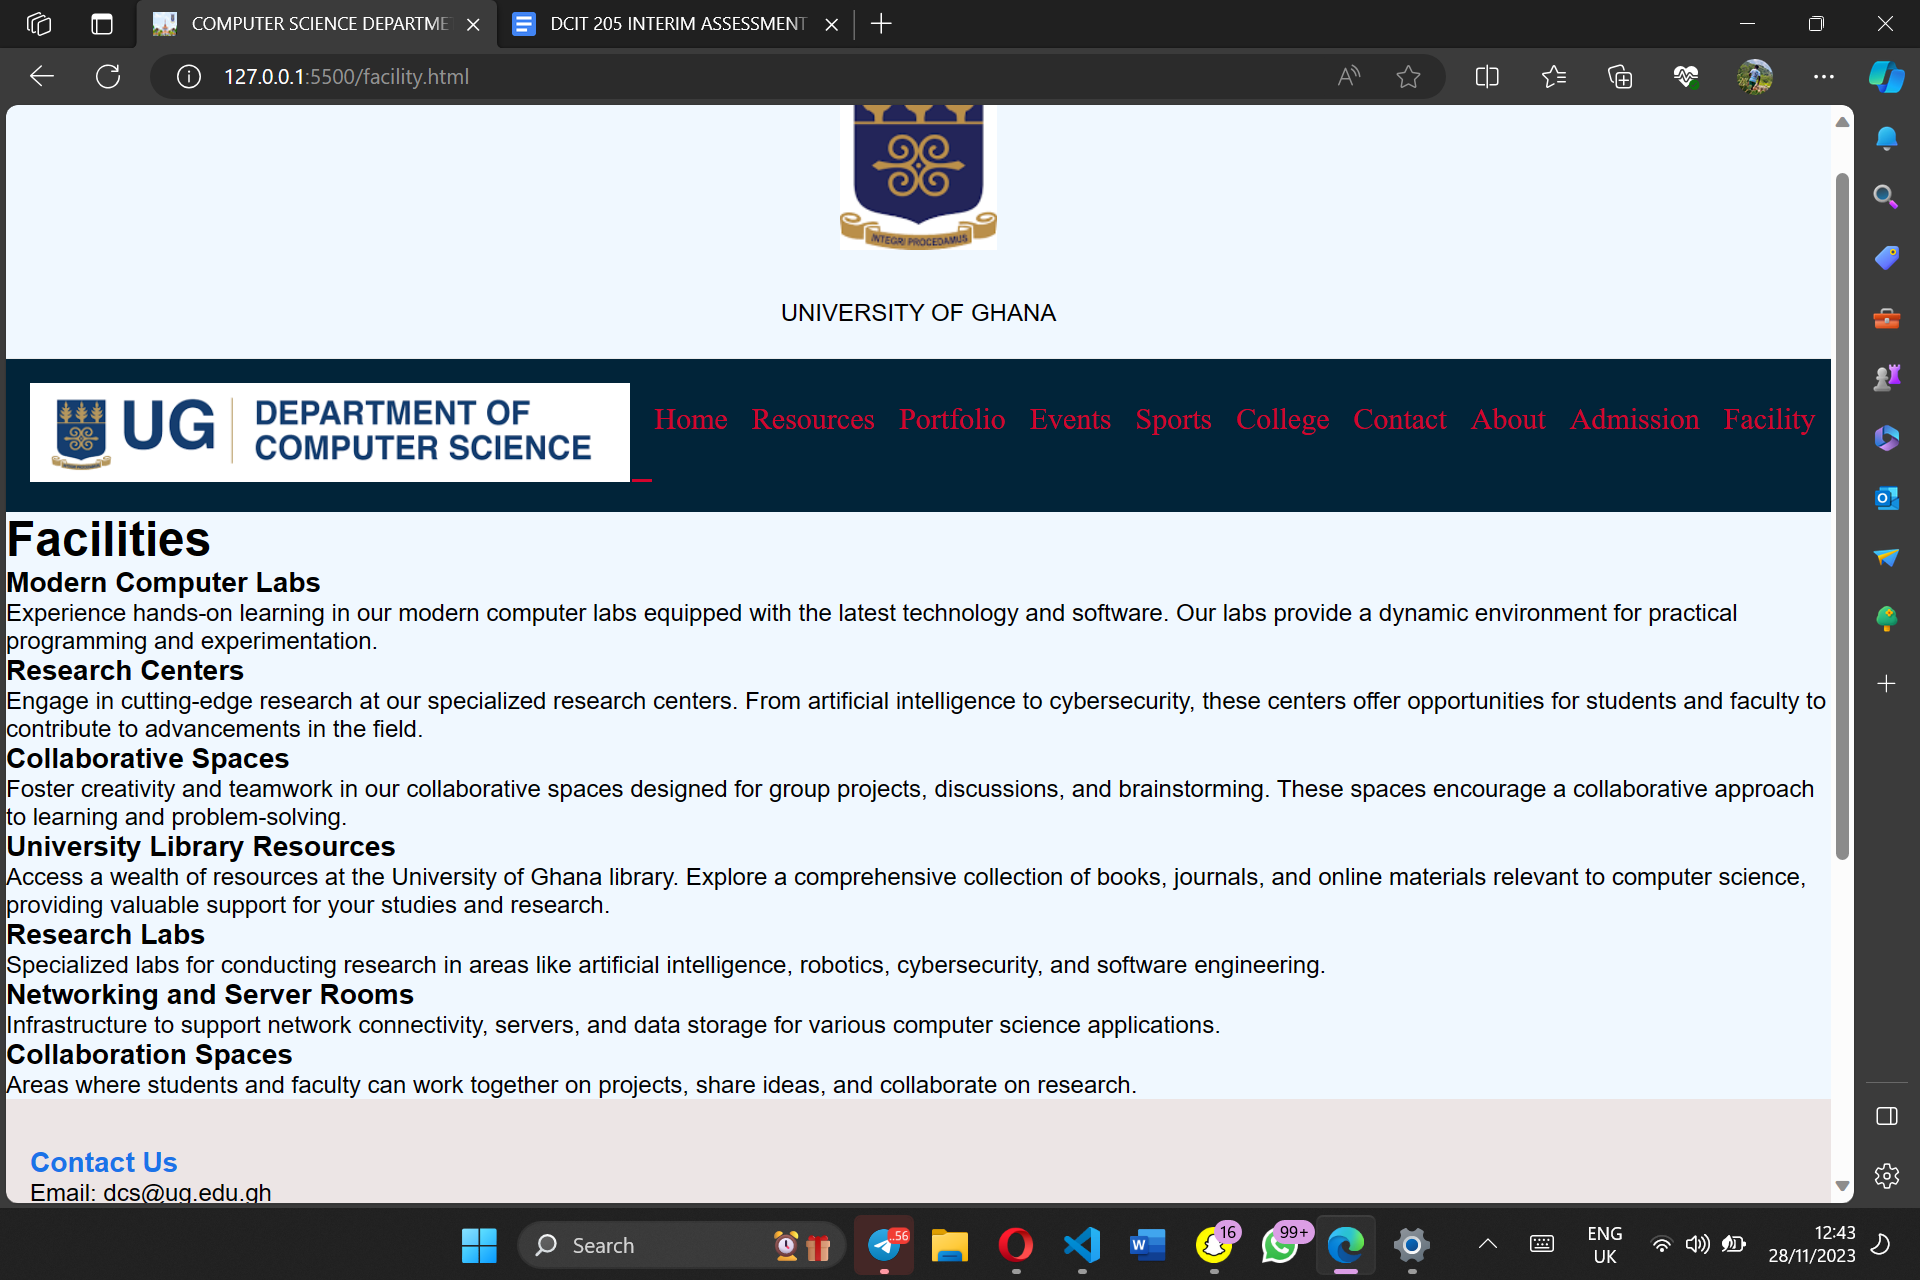 COMPUTER SCIENCE DEPARTME
DCIT 205 INTERIM ASSESSMENT
127.0.0.1:5500/facility.html
INTEGRI PROCEDAMUS
UNIVERSITY OF GHANA
UG
DEPARTMENT OF
COMPUTER SCIENCE
Home Resources Portfolio Events Sports College Contact About Admission Facility
Facilities
Modern Computer Labs
Experience hands-on learning in our modern computer labs equipped with the latest technology and software. Our labs provide a dynamic environment for practical
programming and experimentation.
Research Centers
Engage in cutting-edge research at our specialized research centers. From artificial intelligence to cybersecurity, these centers offer opportunities for students and faculty to
contribute to advancements in the field.
Collaborative Spaces
Foster creativity and teamwork in our collaborative spaces designed for group projects, discussions, and brainstorming. These spaces encourage a collaborative approach
to learning and problem-solving.
University Library Resources
Access a wealth of resources at the University of Ghana library. Explore a comprehensive collection of books, journals, and online materials relevant to computer science,
providing valuable support for your studies and research.
Research Labs
Specialized labs for conducting research in areas like artificial intelligence, robotics, cybersecurity, and software engineering.
Networking and Server Rooms
Infrastructure to support network connectivity, servers, and data storage for various computer science applications.
Collaboration Spaces
Areas where students and faculty can work together on projects, share ideas, and collaborate on research.
Contact Us
Email: dcs@ug.edu.gh
Search
..56
16
99+
ENG
UK
12:43
28/11/2023